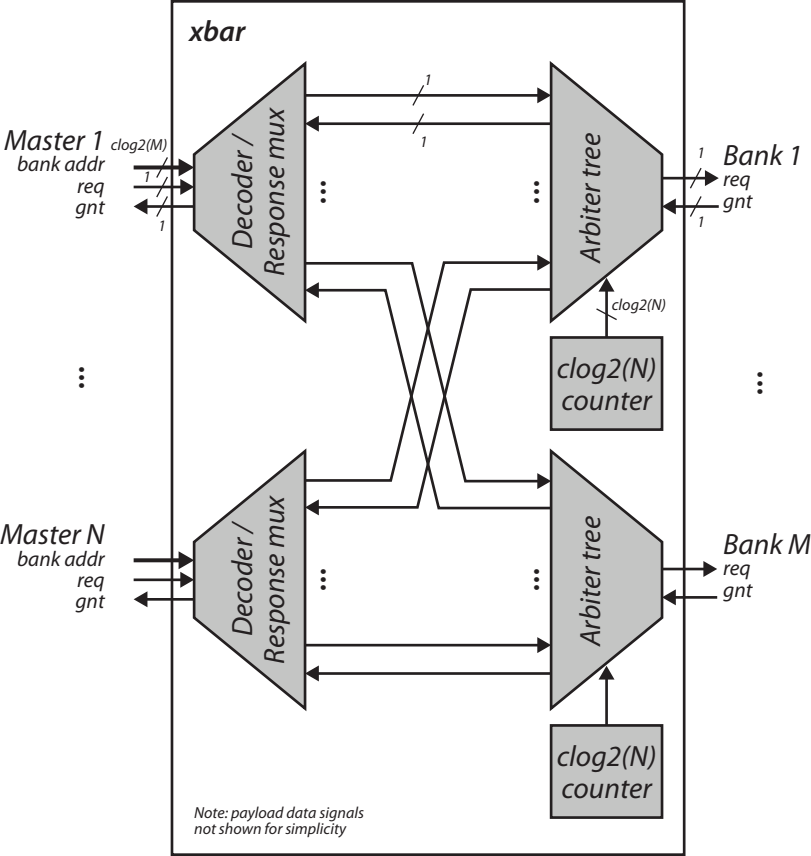 xbar
1
1
Master 1
clog2(M)
bank addr
1
req
gnt
1
Decoder /
Response mux
...
...
Arbiter tree
1
Bank 1
req
gnt
1
clog2(N)
clog2(N)
counter
...
...
Master N
bank addr
req
gnt
Decoder /
Response mux
...
...
Arbiter tree
Bank M
req
gnt
clog2(N)
counter
Note: payload data signals
not shown for simplicity